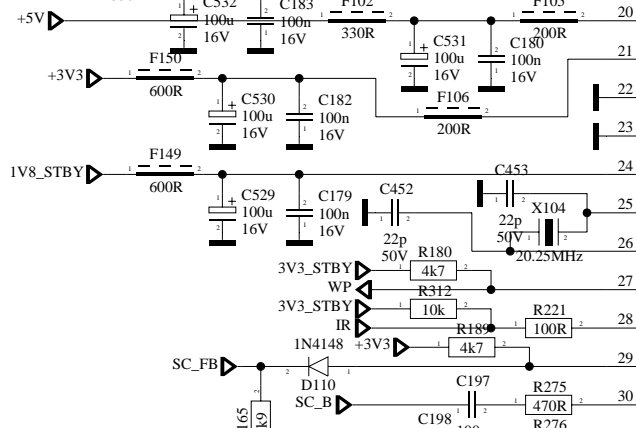 C532
C183
F102
F105
+5V
100u
100n
20
16V
16V
330R
C531
C180
200R
F150
100u
100n
21
+3V3
16V
16V
600R
C530
C182
F106
22
100u
100n
16V
16V
200R
23
F149
1V8_STBY
24
600R
C529
C179
C452
C453
100u
100n
25
16V
16V
22p
22p
X104
50V
50V
26
20.25MHz
3V3_STBY
R180
4k7
WP
27
3V3_STBY
R312
10k
R221
IR
28
R189
100R
1N4148
+3V3
4k7
SC_FB
29
D110
C197
R275
SC_B
30
470R
C198
R276
165
k9